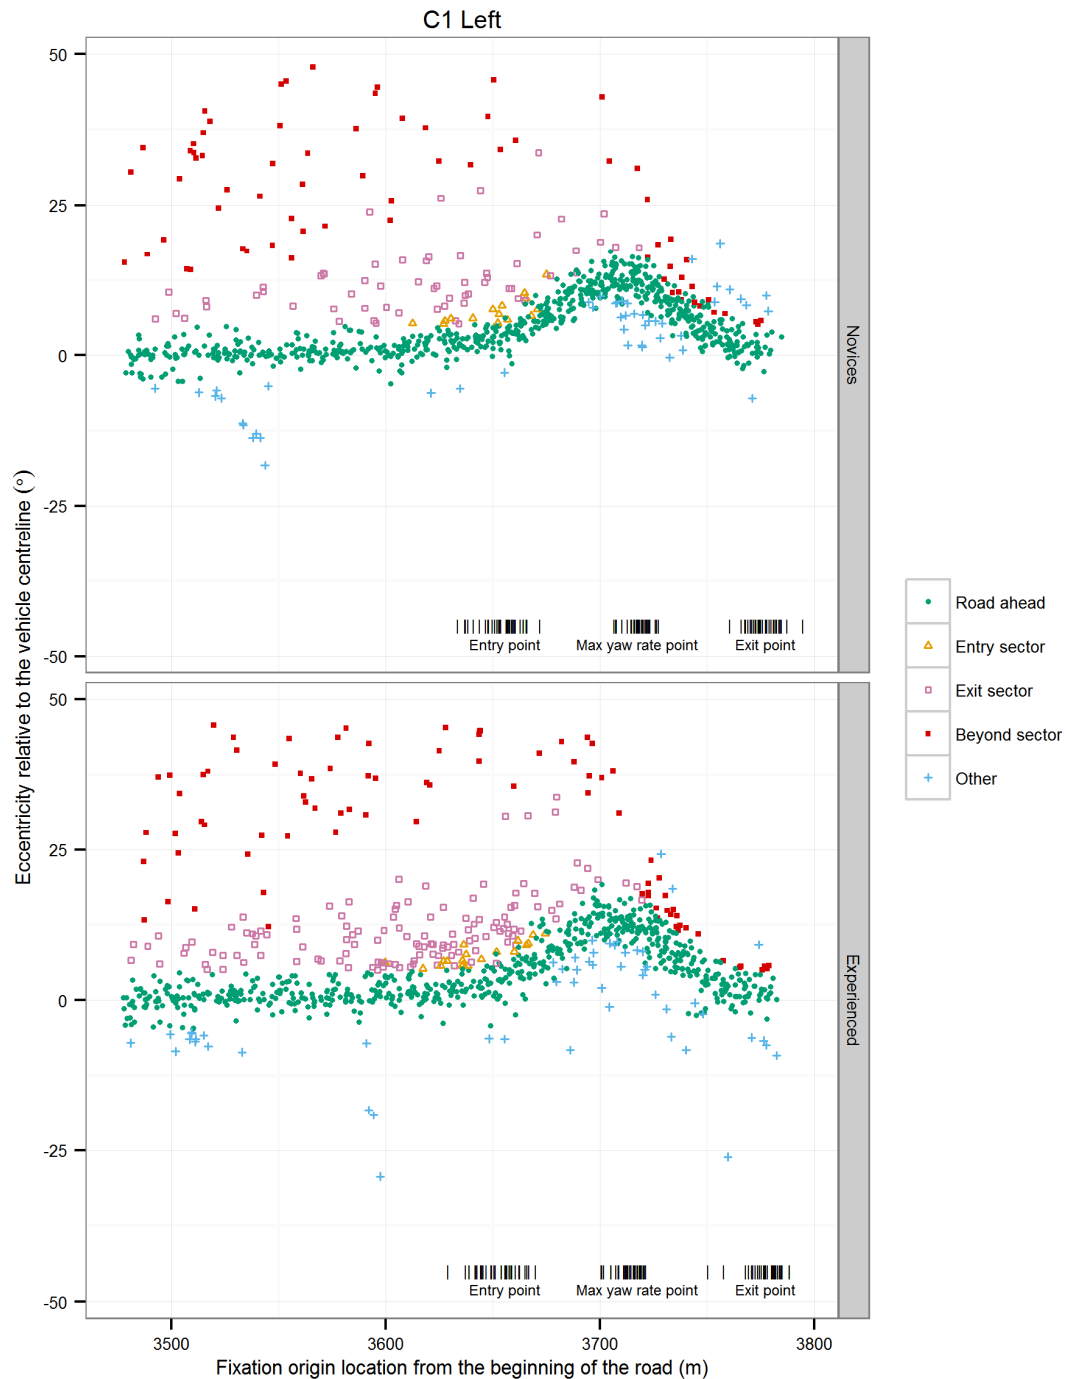 C1 Left
Eccentricity relative to the vehicle centreline (°)
50
25
0
-25
-50
Entry point
Max yaw rate point
Exit point
Novices
50
25
0
-25
-50
Entry point
Max yaw rate point
Exit point
Experienced
3500
3600
3700
3800
Fixation origin location from the beginning of the road (m)
Road ahead
Entry sector
Exit sector
Beyond sector
Other